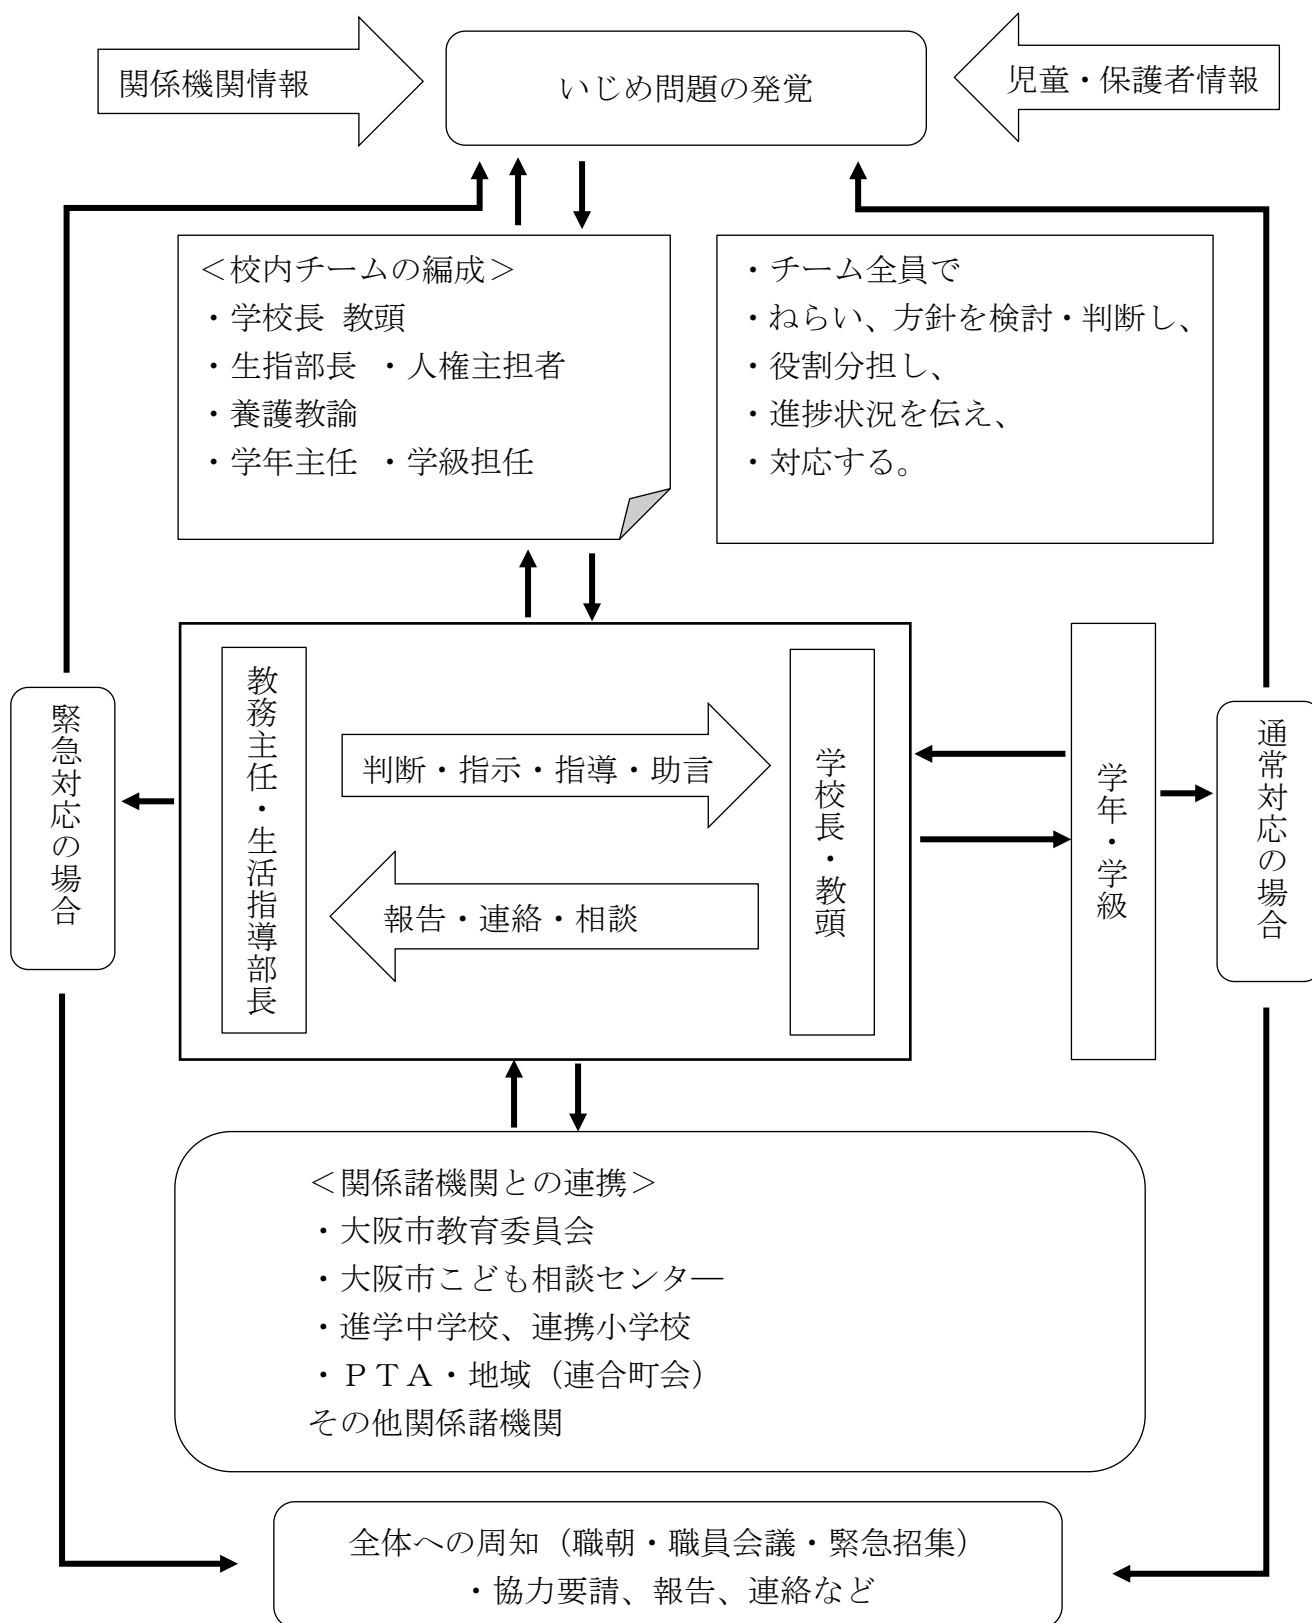 関係機関情報
いじめ問題の発覚
児童・保護者情報
＜校内チームの編成＞
・学校長 教頭
・生指部長 ・人権主担者
・養護教諭
・学年主任 ・学級担任
・チーム全員で
・ねらい、方針を検討・判断し、
・役割分担し、
・進捗状況を伝え、
・対応する。
緊急対応の場合
教務主任・生活指導部長
判断・指示・指導・助言
報告・連絡・相談
学校長・教頭
学年・学級
通常対応の場合
＜関係諸機関との連携＞
・大阪市教育委員会
・大阪市こども相談センタ―
・進学中学校、連携小学校
・ＰＴＡ・地域（連合町会）
その他関係諸機関
全体への周知（職朝・職員会議・緊急招集）
・協力要請、報告、連絡など